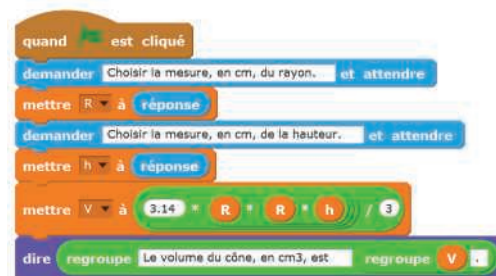 quand est cliqué
demander Choisir la mesure, en cm, du rayon. et attendre
mettre R à réponse
demander Choisir la mesure, en cm, de la hauteur. et attendre
mettre h à réponse
mettre V à 3.14 * R * R * h / 3
dire regroupe Le volume du cône, en cm3, est regroupe V .